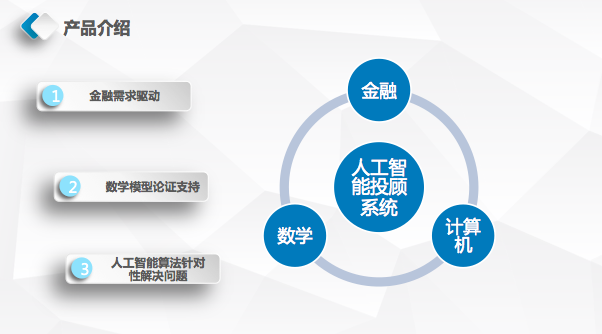 产品介绍
1
金融需求驱动
2
数学模型论证支持
3
人工智能算法针对
性解决问题
金融
人工智
能投顾
系统
数学
计算
机